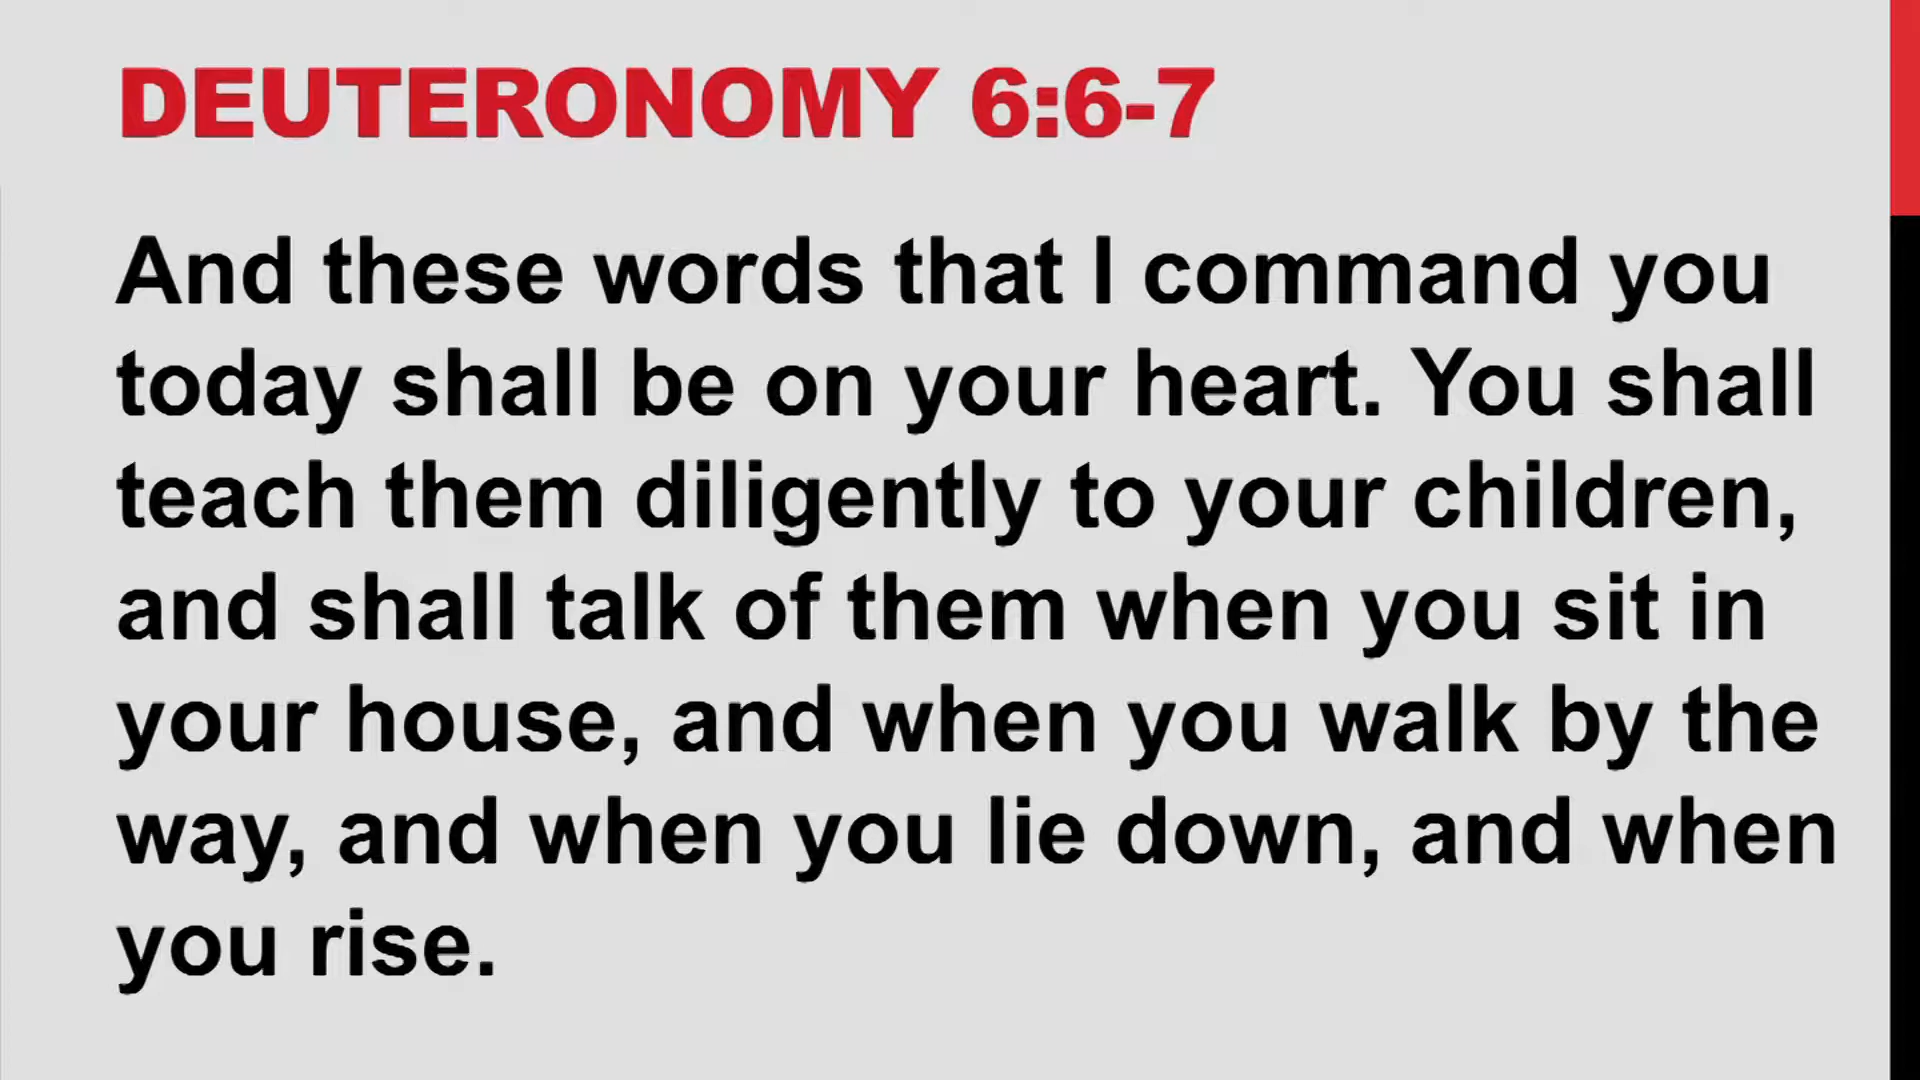 DEUTERONOMY 6:6-7
And these words that I command you
today shall be on your heart. You shall
teach them diligently to your children,
and shall talk of them when you sit in
your house, and when you walk by the
way, and when you lie down, and when
you rise.